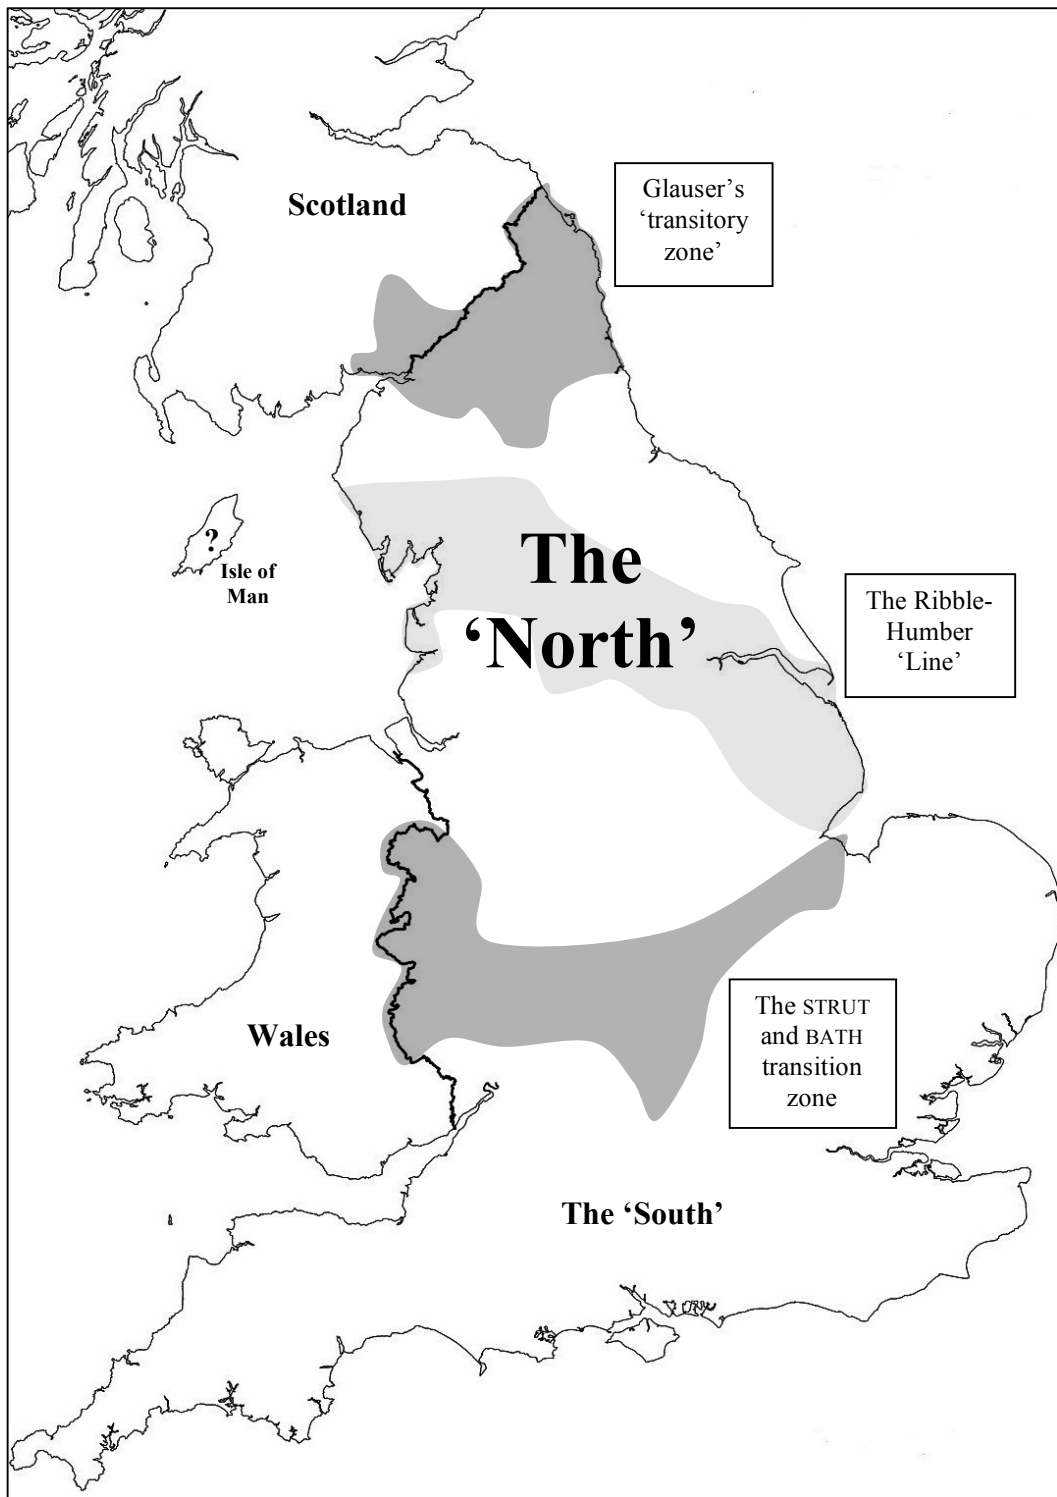 Scotland
Glauser’s
‘transitory
zone’
The
‘North’
?
Isle of
Man
The Ribble-
Humber
‘Line’
Wales
The STRUT
and BATH
transition
zone
The ‘South’